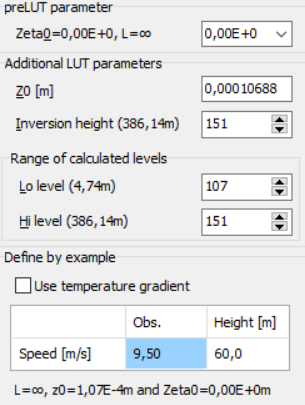 preLUT parameter
Zeta0=0,00E+0, L=∞ 0,00E+0
Additional LUT parameters
Z0 [m] 0,00010688
Inversion height (386,14m) 151
Range of calculated levels
Lo level (4,74m) 107
Hi level (386,14m) 151
Define by example
Use temperature gradient
Obs. Height [m]
Speed [m/s] 9,50 60,0
L=∞, z0=1,07E-4m and Zeta0=0,00E+0m